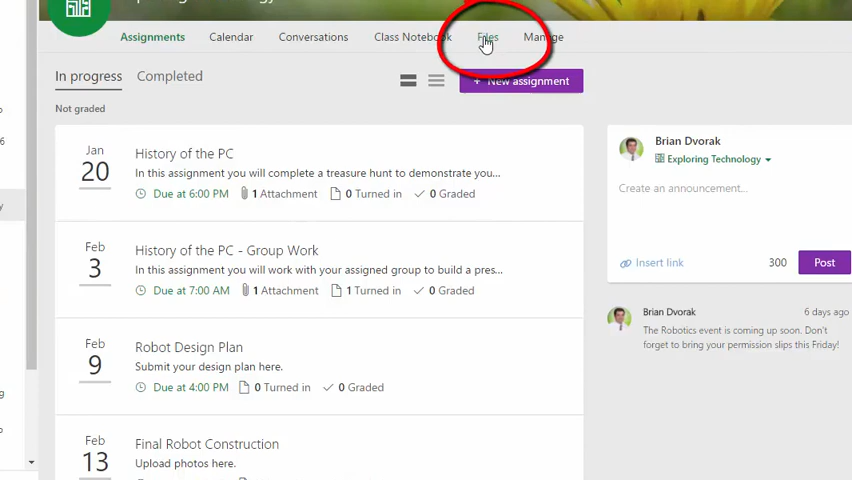 Assignments Calendar Conversations Class Notebook Files Manage
In progress Completed
+ New assignment
Not graded
Jan
20
History of the PC
In this assignment you will complete a treasure hunt to demonstrate you...
Due at 6:00 PM 1 Attachment 0 Turned in 0 Graded
Feb
3
History of the PC - Group Work
In this assignment you will work with your assigned group to build a pres...
Due at 7:00 AM 1 Attachment 1 Turned in 0 Graded
Feb
9
Robot Design Plan
Submit your design plan here.
Due at 4:00 PM 0 Turned in 0 Graded
Feb
13
Final Robot Construction
Upload photos here.
Brian Dvorak
Exploring Technology
Create an announcement...
Insert link 300 Post
Brian Dvorak 6 days ago
The Robotics event is coming up soon. Don't
forget to bring your permission slips this Friday!